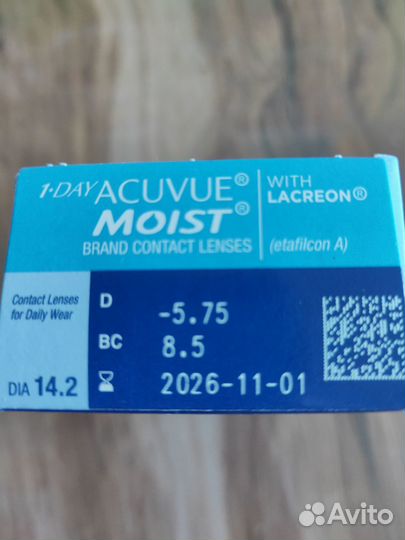 1·DAY ACUVUE®
MOIST®
BRAND CONTACT LENSES
WITH
LACREON®
(etafilcon A)
Contact Lenses
for Daily Wear
DIA 14.2
D -5.75
BC 8.5
2026-11-01
Avito